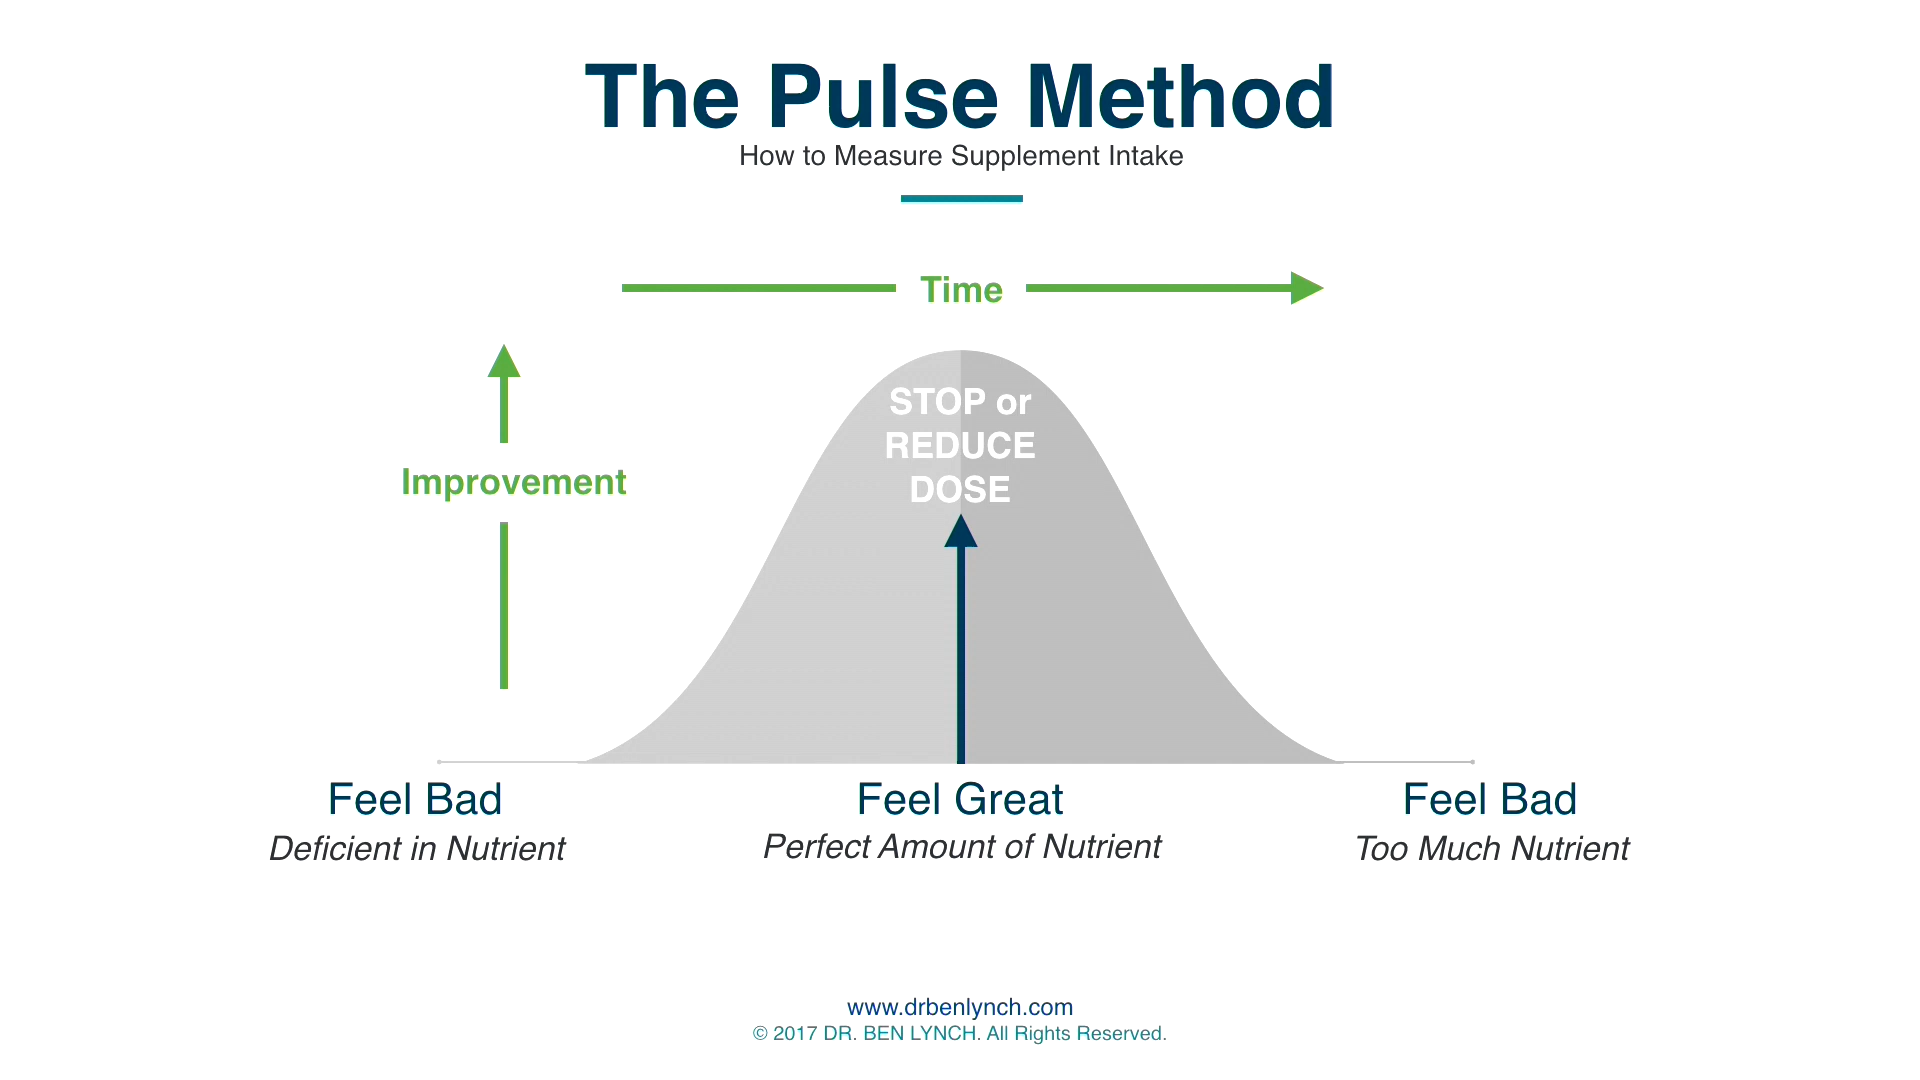 The Pulse Method
How to Measure Supplement Intake
Time
STOP or
REDUCE
DOSE
Improvement
Feel Bad
Deficient in Nutrient
Feel Great
Perfect Amount of Nutrient
Feel Bad
Too Much Nutrient
www.drbenlynch.com
© 2017 DR. BEN LYNCH. All Rights Reserved.